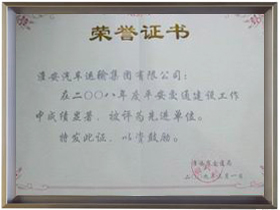 荣誉证书
淮安汽车运输集团有限公司：
在二〇〇八年度平安交通建设工作
中成绩显著，被评为先进单位。
特发此证，以资鼓励。